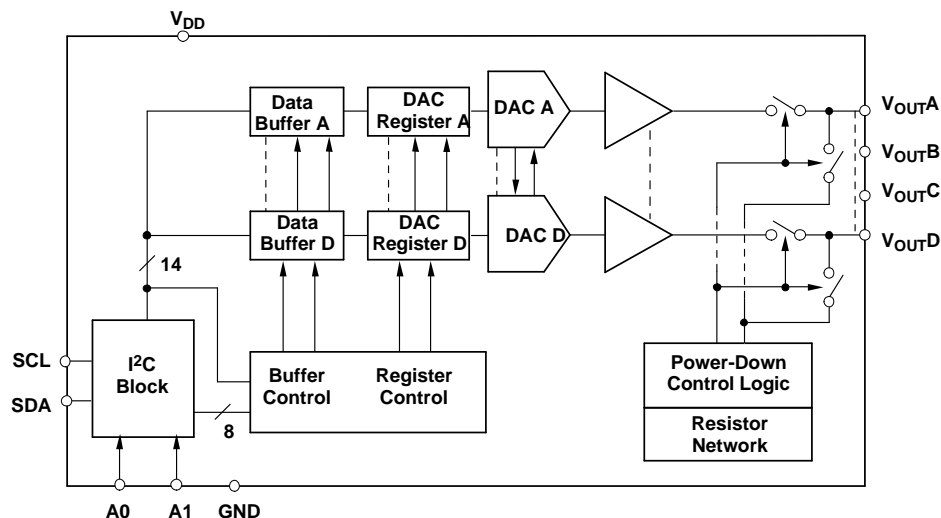 VDD
Data
Buffer A
DAC
Register A
DAC A
VOUTA
VOUTB
VOUTC
VOUTD
Data
Buffer D
DAC
Register D
DAC D
14
SCL
SDA
I2C
Block
8
Buffer
Control
Register
Control
Power-Down
Control Logic
Resistor
Network
A0
A1
GND